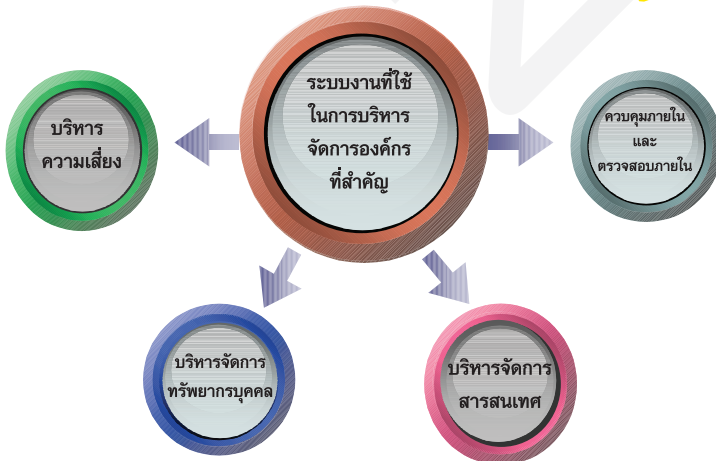 ระบบงานที่ใช้
ในการบริหาร
จัดการองค์กร
ที่สำคัญ
บริหาร
ความเสี่ยง
ควบคุมภายใน
และ
ตรวจสอบภายใน
บริหารจัดการ
ทรัพยากรบุคคล
บริหารจัดการ
สารสนเทศ